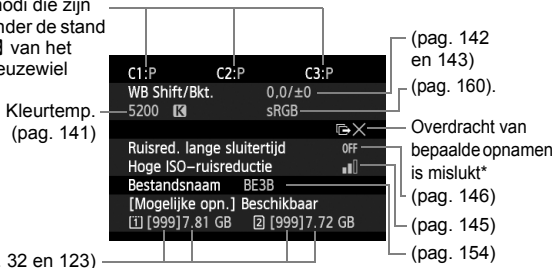 modi die zijn
nder de stand
van het
euzewiel
Kleurtemp.
(pag. 141)
C1:P C2:P C3:P
WB Shift/Bkt. 0,0/±0
5200 K sRGB
Ruisred. lange sluitertijd OFF
Hoge ISO-ruisreductie
Bestandsnaam BE3B
[Mogelijke opn.] Beschikbaar
1 [999]7.81 GB 2 [999]7.72 GB
. 32 en 123)
(pag. 142
en 143)
(pag. 160).
Overdracht van
bepaalde opnamen
is mislukt*
(pag. 146)
(pag. 145)
(pag. 154)